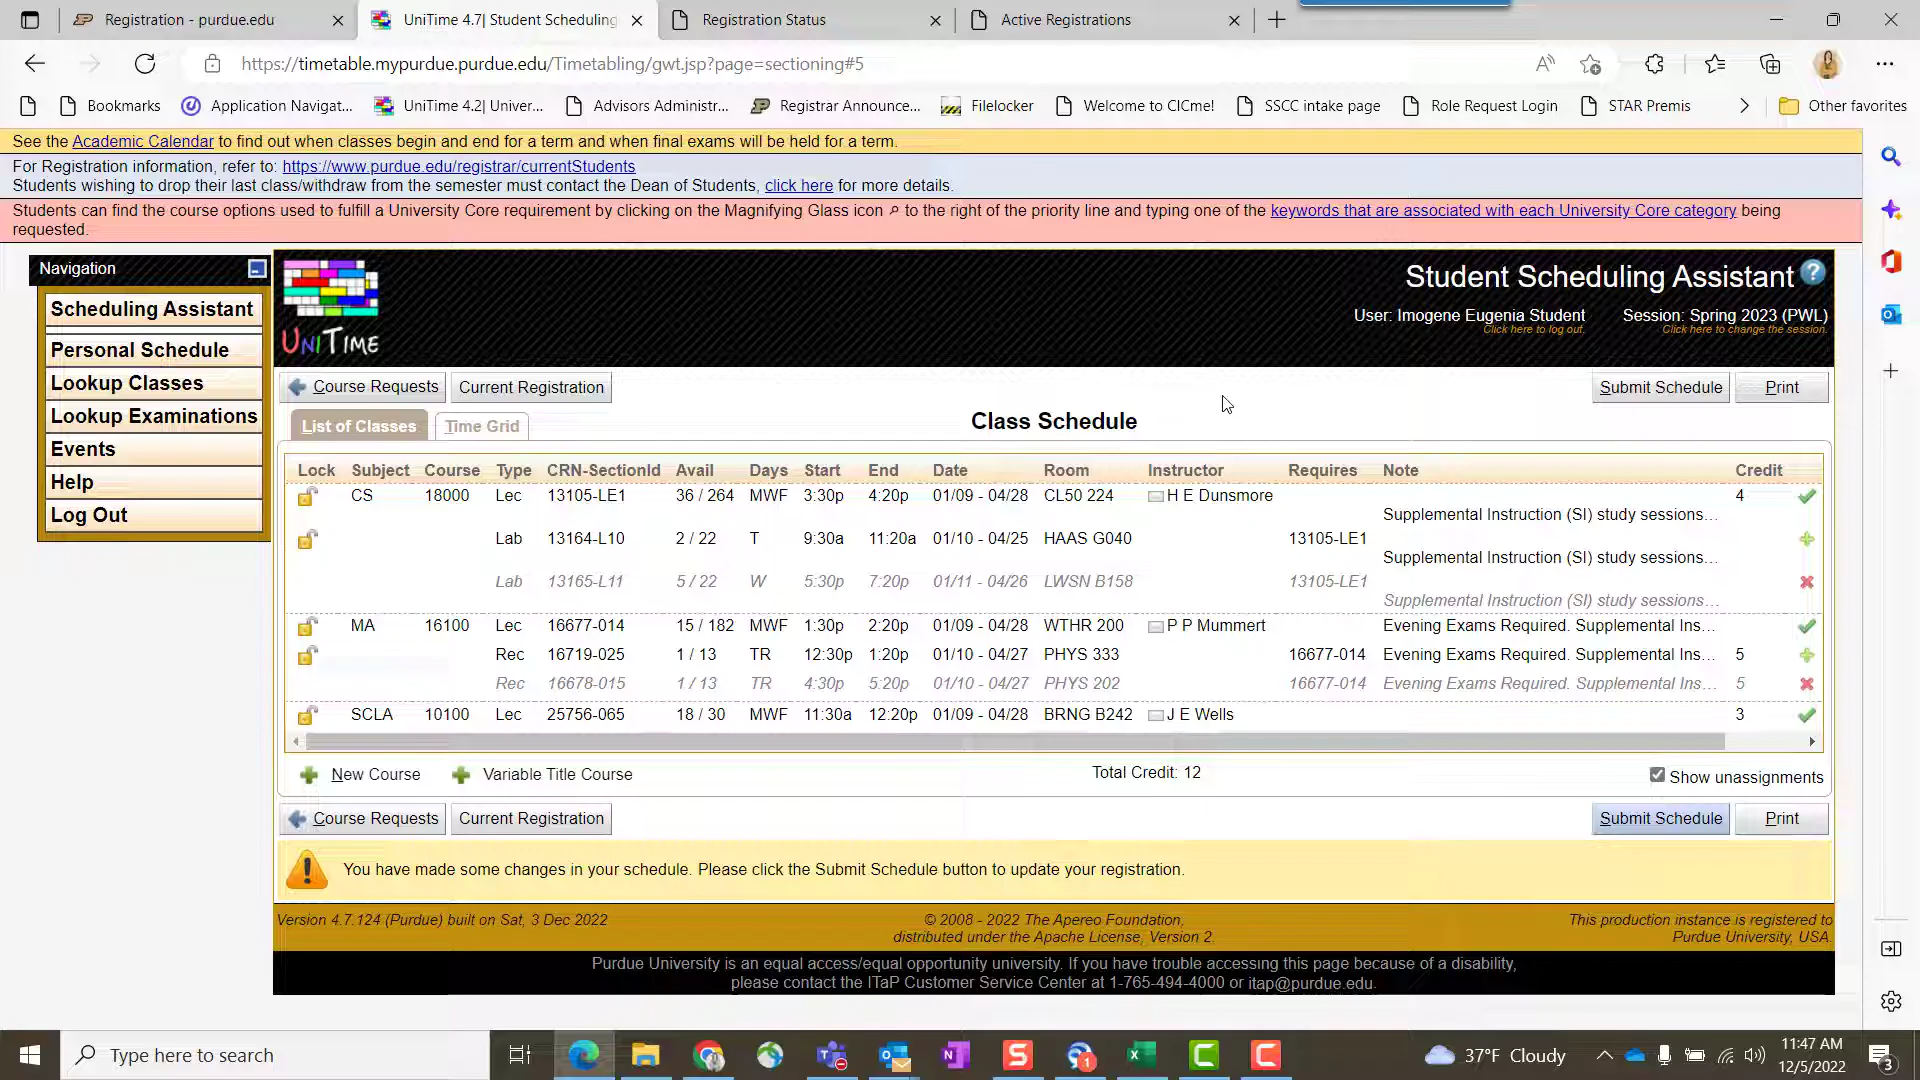 Registration - purdue.edu
UniTime 4.7| Student Scheduling
Registration Status
Active Registrations
https://timetable.mypurdue.purdue.edu/Timetabling/gwt.jsp?page=sectioning#5
Bookmarks
Application Navigat...
UniTime 4.2| Univer...
Advisors Administr...
Registrar Announce...
Filelocker
Welcome to CICme!
SSCC intake page
Role Request Login
STAR Premis
Other favorites
See the Academic Calendar to find out when classes begin and end for a term and when final exams will be held for a term.
For Registration information, refer to: https://www.purdue.edu/registrar/currentStudents
Students wishing to drop their last class/withdraw from the semester must contact the Dean of Students, click here for more details.
Students can find the course options used to fulfill a University Core requirement by clicking on the Magnifying Glass icon to the right of the priority line and typing one of the keywords that are associated with each University Core category being
requested.
Navigation
Scheduling Assistant
Personal Schedule
Lookup Classes
Lookup Examinations
Events
Help
Log Out
UNITIME
Student Scheduling Assistant
User: Imogene Eugenia Student
Click here to log out.
Session: Spring 2023 (PWL)
Click here to change the session.
Course Requests
Current Registration
Submit Schedule
Print
List of Classes
Time Grid
Class Schedule
Lock Subject Course Type CRN-SectionId Avail Days Start End Date Room Instructor Requires Note Credit
CS 18000 Lec 13105-LE1 36 / 264 MWF 3:30p 4:20p 01/09 - 04/28 CL50 224 H E Dunsmore 4
Supplemental Instruction (SI) study sessions...
Lab 13164-L10 2 / 22 T 9:30a 11:20a 01/10 - 04/25 HAAS G040 13105-LE1
Supplemental Instruction (SI) study sessions...
Lab 13165-L11 5 / 22 W 5:30p 7:20p 01/11 - 04/26 LWSN B158 13105-LE1
Supplemental Instruction (SI) study sessions...
MA 16100 Lec 16677-014 15 / 182 MWF 1:30p 2:20p 01/09 - 04/28 WTHR 200 P P Mummert Evening Exams Required. Supplemental Ins...
Rec 16719-025 1 / 13 TR 12:30p 1:20p 01/10 - 04/27 PHYS 333 16677-014 Evening Exams Required. Supplemental Ins... 5
Rec 16678-015 1 / 13 TR 4:30p 5:20p 01/10 - 04/27 PHYS 202 16677-014 Evening Exams Required. Supplemental Ins... 5
SCLA 10100 Lec 25756-065 18 / 30 MWF 11:30a 12:20p 01/09 - 04/28 BRNG B242 J E Wells 3
New Course
Variable Title Course
Total Credit: 12
Show unassignments
Course Requests
Current Registration
Submit Schedule
Print
You have made some changes in your schedule. Please click the Submit Schedule button to update your registration.
Version 4.7.124 (Purdue) built on Sat, 3 Dec 2022
© 2008 - 2022 The Apereo Foundation,
distributed under the Apache License, Version 2.
This production instance is registered to
Purdue University, USA.
Purdue University is an equal access/equal opportunity university. If you have trouble accessing this page because of a disability,
please contact the ITaP Customer Service Center at 1-765-494-4000 or itap@purdue.edu.
Type here to search
37°F Cloudy
11:47 AM
12/5/2022
3